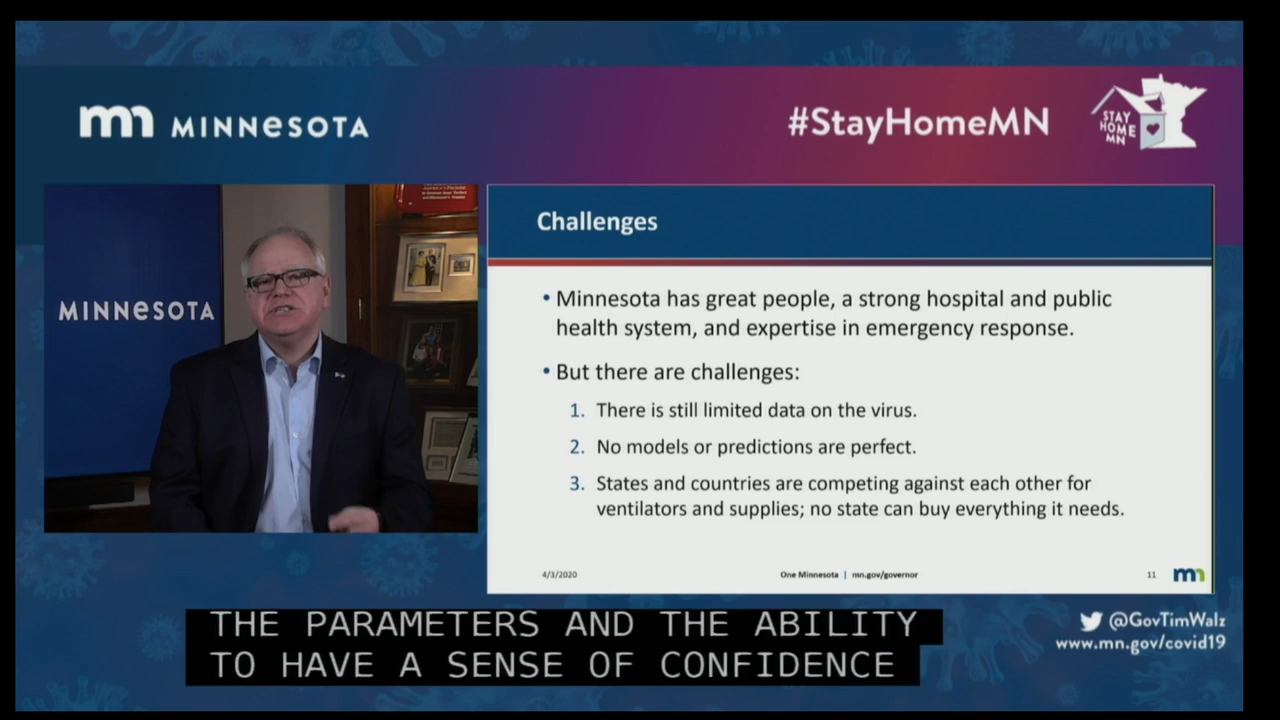 mn MINNESOTA
#StayHomeMN
STAY
HOME
MN
MINNESOTA
Challenges
• Minnesota has great people, a strong hospital and public
health system, and expertise in emergency response.
• But there are challenges:
1. There is still limited data on the virus.
2. No models or predictions are perfect.
3. States and countries are competing against each other for
ventilators and supplies; no state can buy everything it needs.
4/3/2020
One Minnesota | mn.gov/governor
11
mn
THE PARAMETERS AND THE ABILITY
TO HAVE A SENSE OF CONFIDENCE
@GovTimWalz
www.mn.gov/covid19